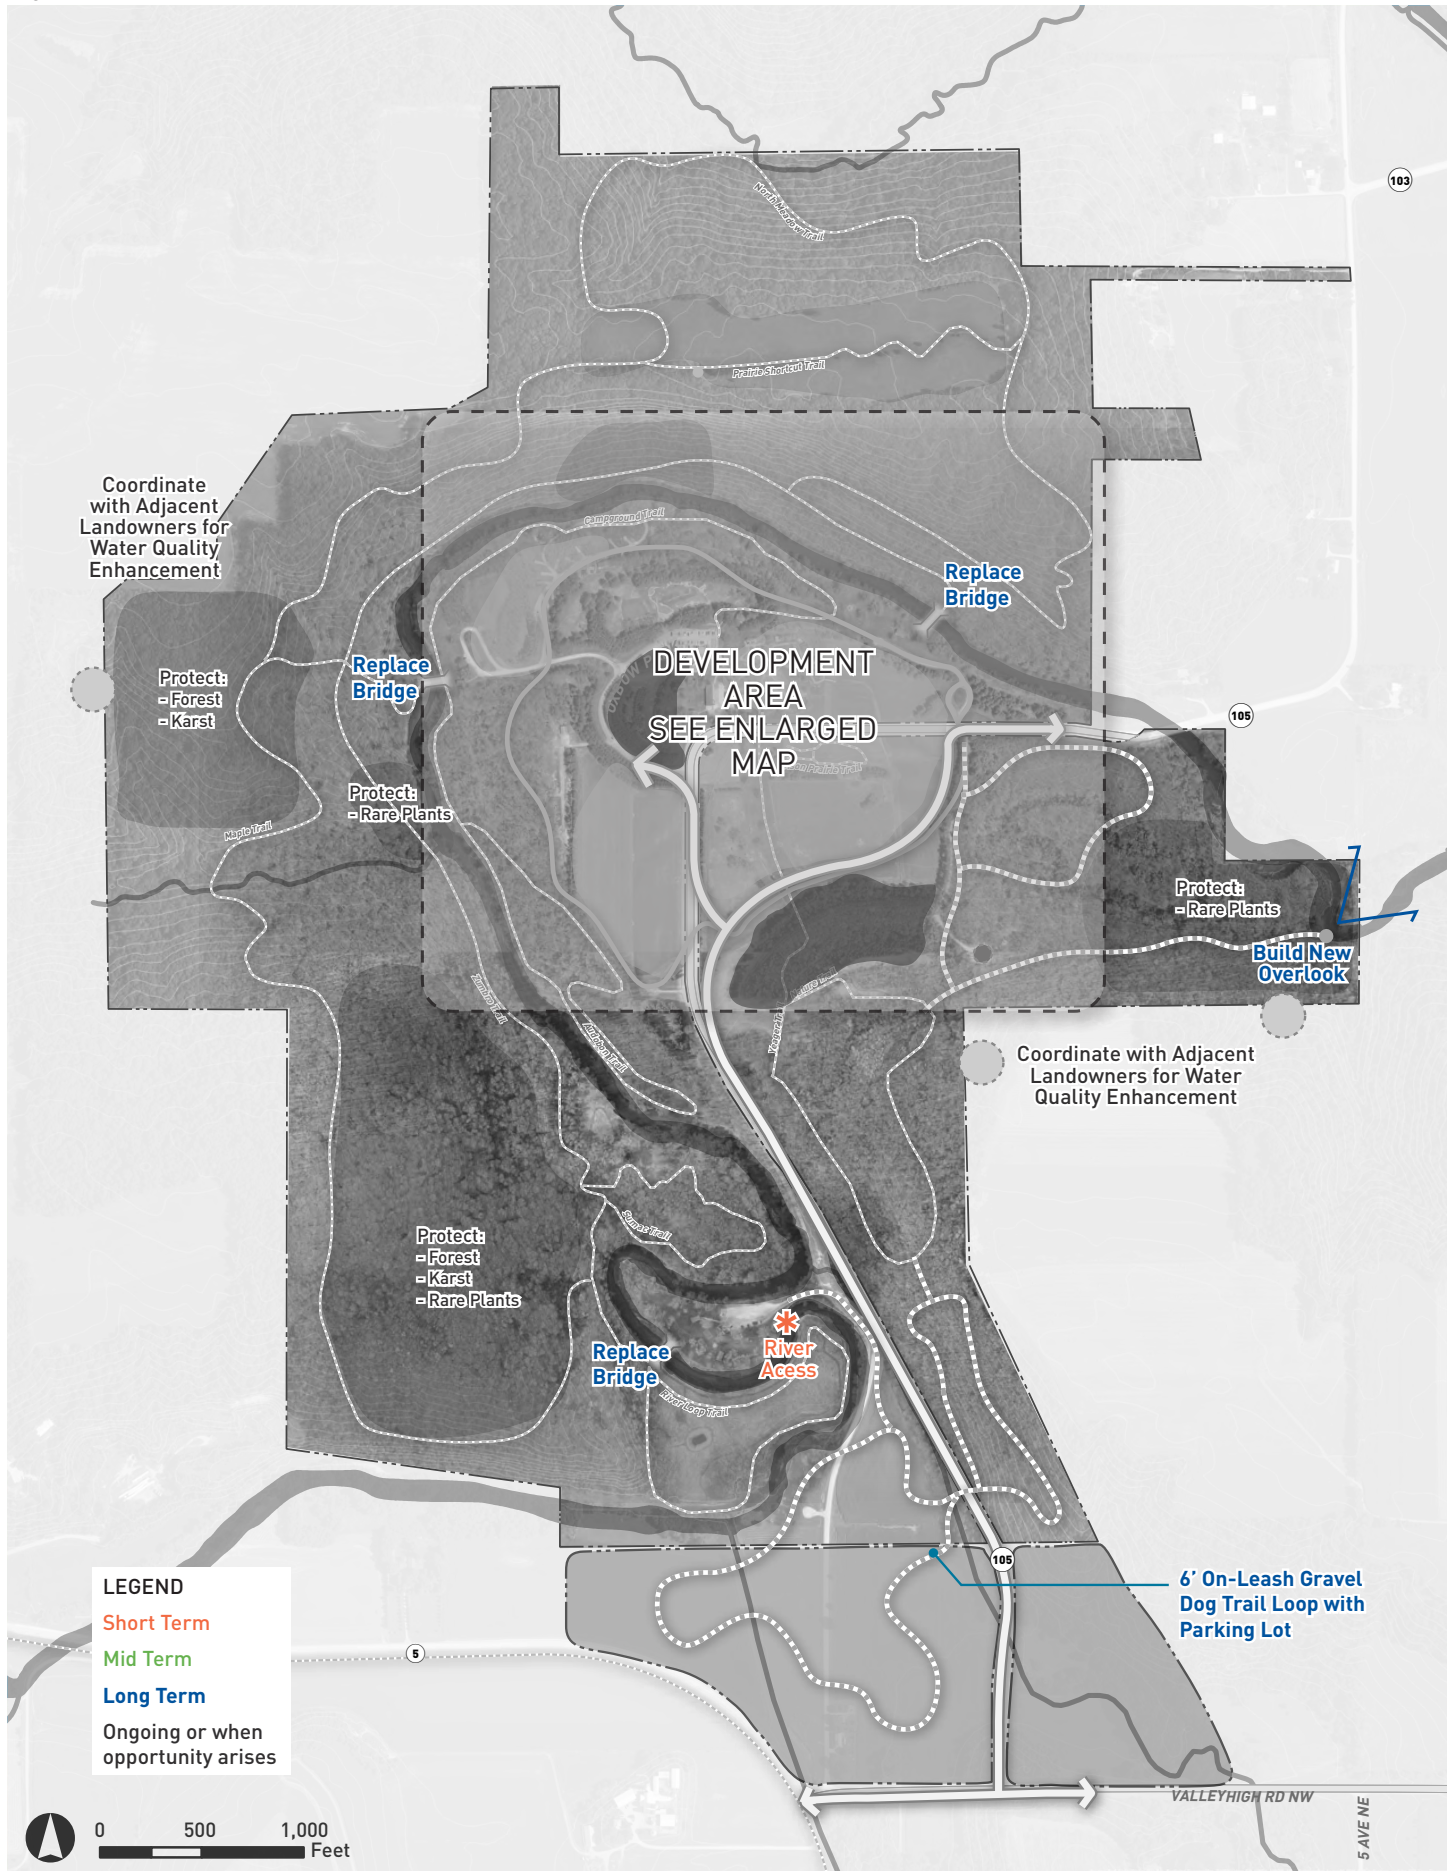 103
North Meadow Trail
Prairie Shortcut Trail
Coordinate
with Adjacent
Landowners for
Water Quality
Enhancement
Campground Trail
Replace
Bridge
Protect:
- Forest
- Karst
Replace
Bridge
DEVELOPMENT
AREA
SEE ENLARGED
MAP
105
Prairie Trail
Protect:
- Rare Plants
Maple Trail
Protect:
- Rare Plants
Build New
Overlook
Zumbro Trail
Audobon Trail
Coordinate with Adjacent
Landowners for Water
Quality Enhancement
Sumac Trail
Protect:
- Forest
- Karst
- Rare Plants
River
Acess
Replace
Bridge
River Loop Trail
105
6’ On-Leash Gravel
Dog Trail Loop with
Parking Lot
LEGEND
Short Term
Mid Term
Long Term
Ongoing or when
opportunity arises
5
VALLEYHIGH RD NW
5 AVE NE
0 500 1,000
Feet